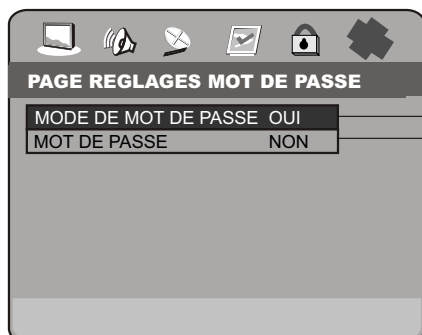 PAGE REGLAGES MOT DE PASSE
MODE DE MOT DE PASSE OUI
MOT DE PASSE NON